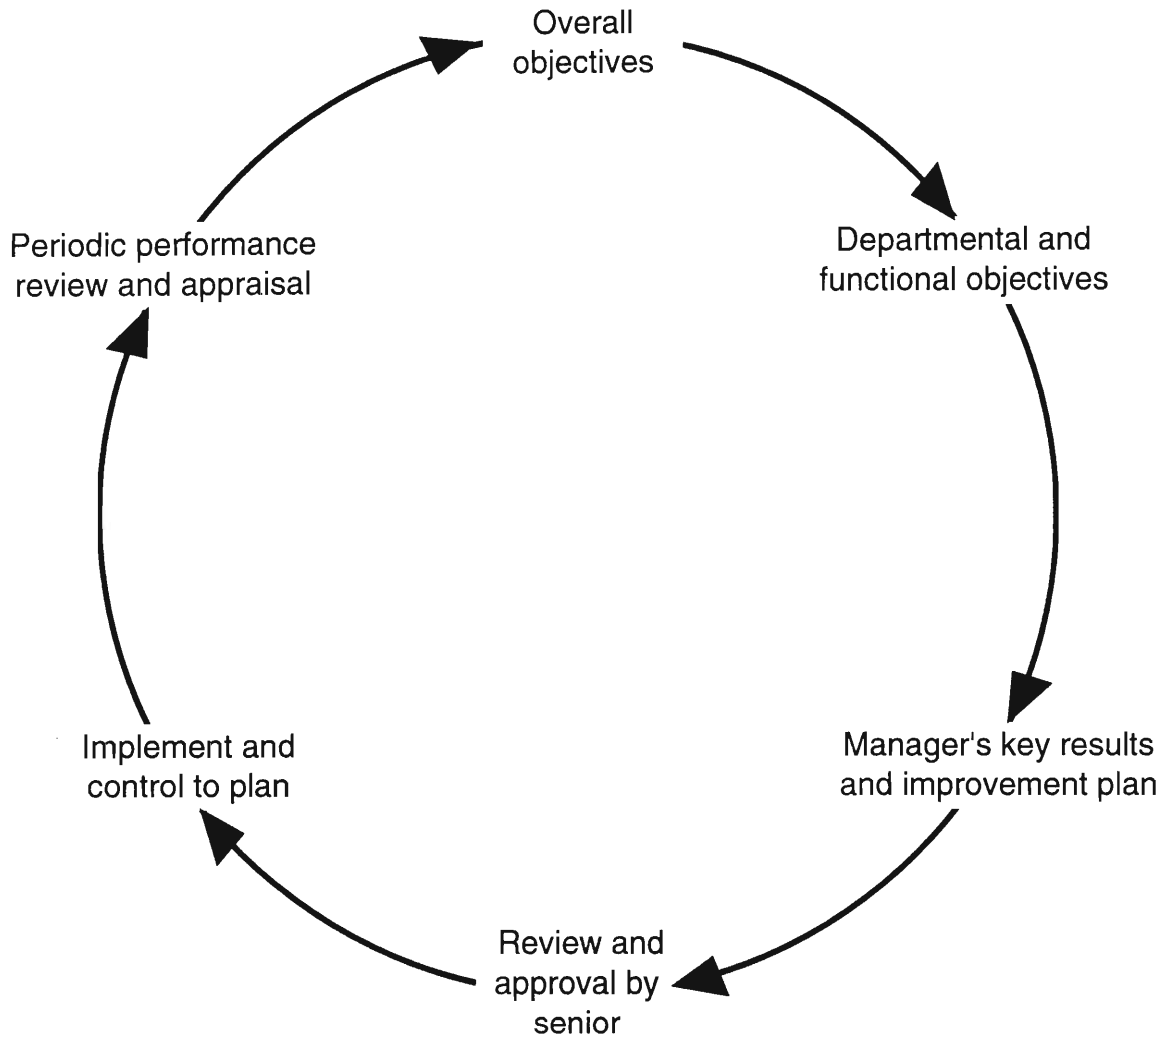 Overall
objectives
Departmental and
functional objectives
Manager's key results
and improvement plan
Review and
approval by
senior
Implement and
control to plan
Periodic performance
review and appraisal